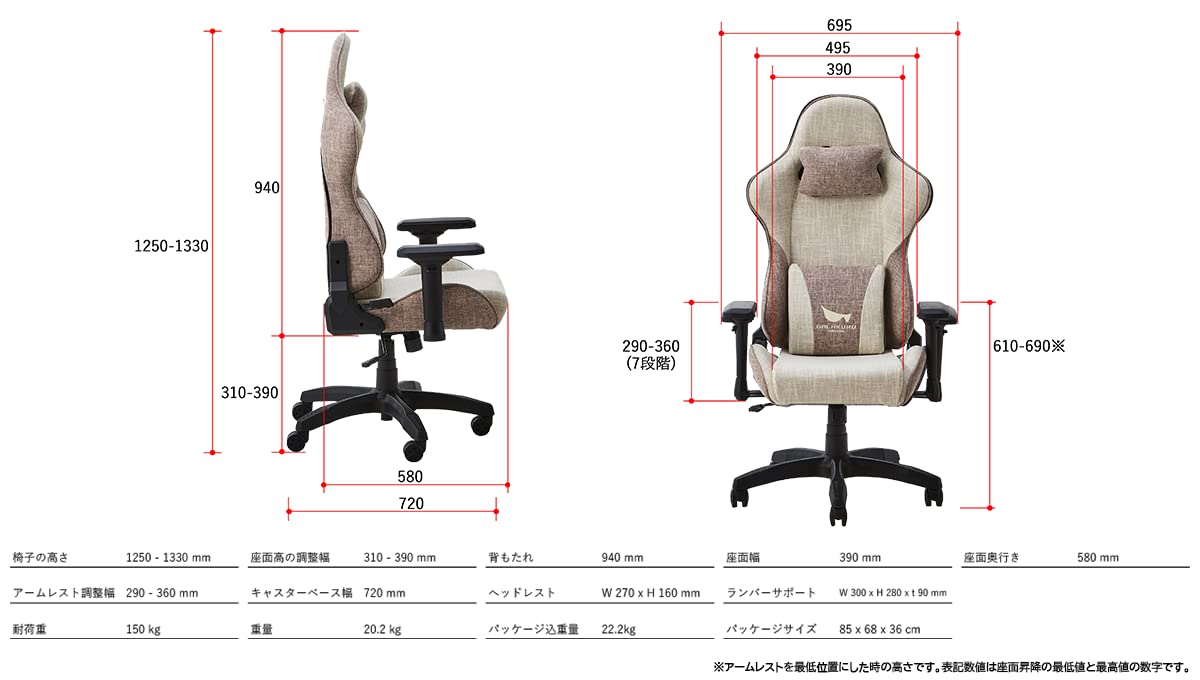 695
495
390
940
1250-1330
290-360
(7段階)
610-690※
310-390
580
720
GALAKURO
椅子の高さ 1250 - 1330 mm 座面高の調整幅 310 - 390 mm 背もたれ 940 mm 座面幅 390 mm 座面奥行き 580 mm
アームレスト調整幅 290 - 360 mm キャスターベース幅 720 mm ヘッドレスト W 270 x H 160 mm ランバーサポート W 300 x H 280 x t 90 mm
耐荷重 150 kg 重量 20.2 kg パッケージ込重量 22.2kg パッケージサイズ 85 x 68 x 36 cm
※アームレストを最低位置にした時の高さです。表記数値は座面昇降の最低値と最高値の数字です。